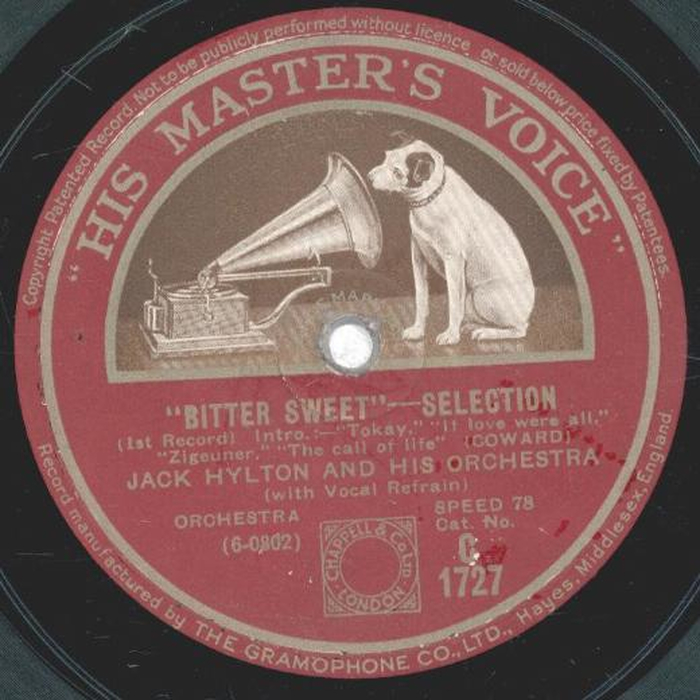 Copyright Patented Record. Not to be publicly performed without licence or sold below price fixed by Patentees.
"HIS MASTER'S VOICE"
"BITTER SWEET"—SELECTION
(1st Record) Intro.:—"Tokay," "If love were all,"
"Zigeuner," "The call of life" (COWARD)
JACK HYLTON AND HIS ORCHESTRA
(with Vocal Refrain)
ORCHESTRA
SPEED 78
Cat. No.
(6-0802)
C.
1727
CHAPPELL & Co LTD
LONDON
Record manufactured by THE GRAMOPHONE CO., LTD., Hayes, Middlesex, England